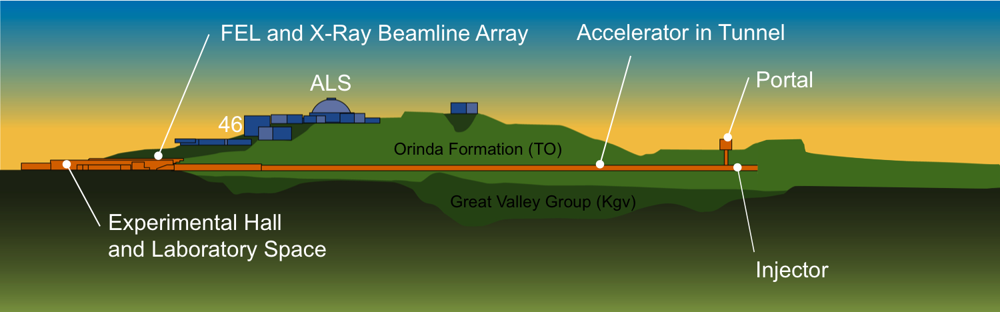 FEL and X-Ray Beamline Array
Accelerator in Tunnel
ALS
Portal
46
Orinda Formation (TO)
Great Valley Group (Kgv)
Experimental Hall
and Laboratory Space
Injector